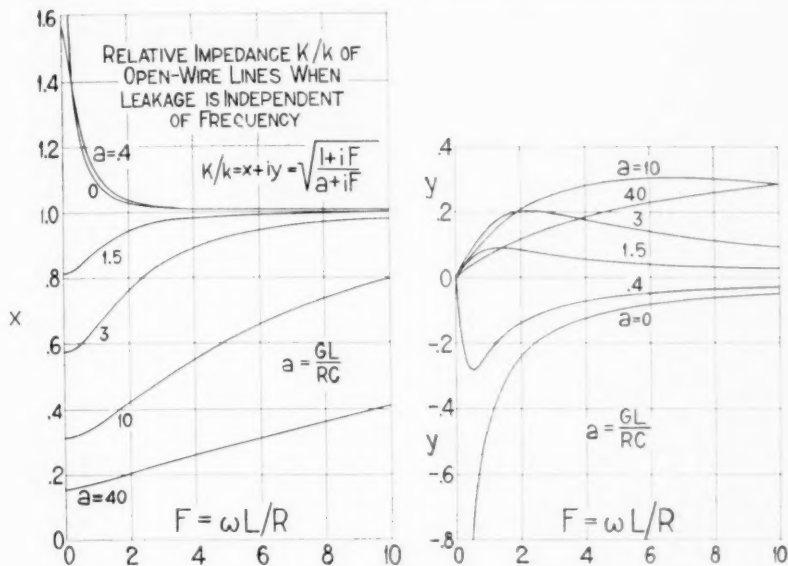 RELATIVE IMPEDANCE K/k OF
OPEN-WIRE LINES WHEN
LEAKAGE IS INDEPENDENT
OF FREQUENCY
K/k=x+iy=√(1+iF/a+iF)
1.6
1.4
1.2
1.0
.8
.6
.4
.2
0
x
a=.4
0
1.5
3
10
a=40
a = GL/RC
0
2
4
6
8
10
F = ωL/R
.4
y
0.2
0
-.2
-.4
y
-.6
-.8
a=10
40
3
1.5
.4
a=0
a = GL/RC
0
2
4
6
8
10
F = ωL/R